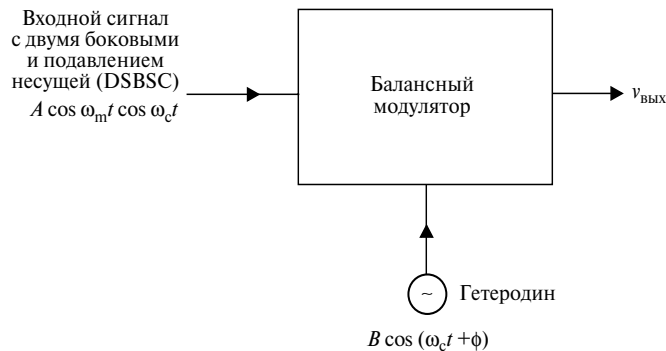 Входной сигнал
с двумя боковыми
и подавлением
несущей (DSBSC)
A cos ωmt cos ωct
Балансный
модулятор
vвых
~
Гетеродин
B cos (ωct +ϕ)